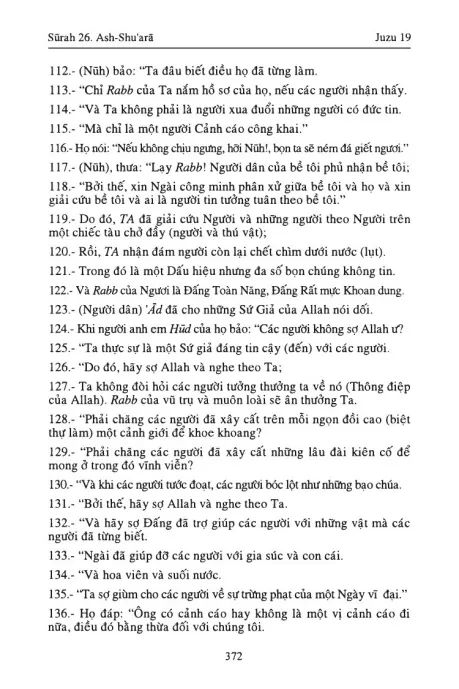 Sūrah 26. Ash-Shu'arā Juzu 19
112.- (Nūh) bảo: “Ta đâu biết điều họ đã từng làm.
113.- “Chỉ Rabb của Ta nắm hồ sơ của họ, nếu các người nhận thấy.
114.- “Và Ta không phải là người xua đuổi những người có đức tin.
115.- “Mà chỉ là một người Cảnh cáo công khai.”
116.- Họ nói: “Nếu không chịu ngưng, hỡi Nūh!, bọn ta sẽ ném đá giết ngươi.”
117.- (Nūh), thưa: “Lạy Rabb! Người dân của bề tôi phủ nhận bề tôi;
118.- “Bởi thế, xin Ngài công minh phân xử giữa bề tôi và họ và xin
giải cứu bề tôi và ai là người tin tưởng tuân theo bề tôi.”
119.- Do đó, TA đã giải cứu Người và những người theo Người trên
một chiếc tàu chở đầy (người và thú vật);
120.- Rồi, TA nhận đám người còn lại chết chìm dưới nước (lụt).
121.- Trong đó là một Dấu hiệu nhưng đa số bọn chúng không tin.
122.- Và Rabb của Ngươi là Đấng Toàn Năng, Đấng Rất mực Khoan dung.
123.- (Người dân) 'Ād đã cho những Sứ Giả của Allah nói dối.
124.- Khi người anh em Hūd của họ bảo: “Các người không sợ Allah ư?
125.- “Ta thực sự là một Sứ giả đáng tin cậy (đến) với các người.
126.- “Do đó, hãy sợ Allah và nghe theo Ta;
127.- Ta không đòi hỏi các người tưởng thưởng ta về nó (Thông điệp
của Allah). Rabb của vũ trụ và muôn loài sẽ ân thưởng Ta.
128.- “Phải chăng các người đã xây cất trên mỗi ngọn đồi cao (biệt
thự làm) một cảnh giới để khoe khoang?
129.- “Phải chăng các người đã xây cất những lâu đài kiên cố để
mong ở trong đó vĩnh viễn?
130.- “Và khi các người tước đoạt, các người bóc lột như những bạo chúa.
131.- “Bởi thế, hãy sợ Allah và nghe theo Ta.
132.- “Và hãy sợ Đấng đã trợ giúp các người với những vật mà các
người đã từng biết.
133.- “Ngài đã giúp đỡ các người với gia súc và con cái.
134.- “Và hoa viên và suối nước.
135.- “Ta sợ giùm cho các người về sự trừng phạt của một Ngày vĩ đại.”
136.- Họ đáp: “Ông có cảnh cáo hay không là một vị cảnh cáo đi
nữa, điều đó bằng thừa đối với chúng tôi.
372